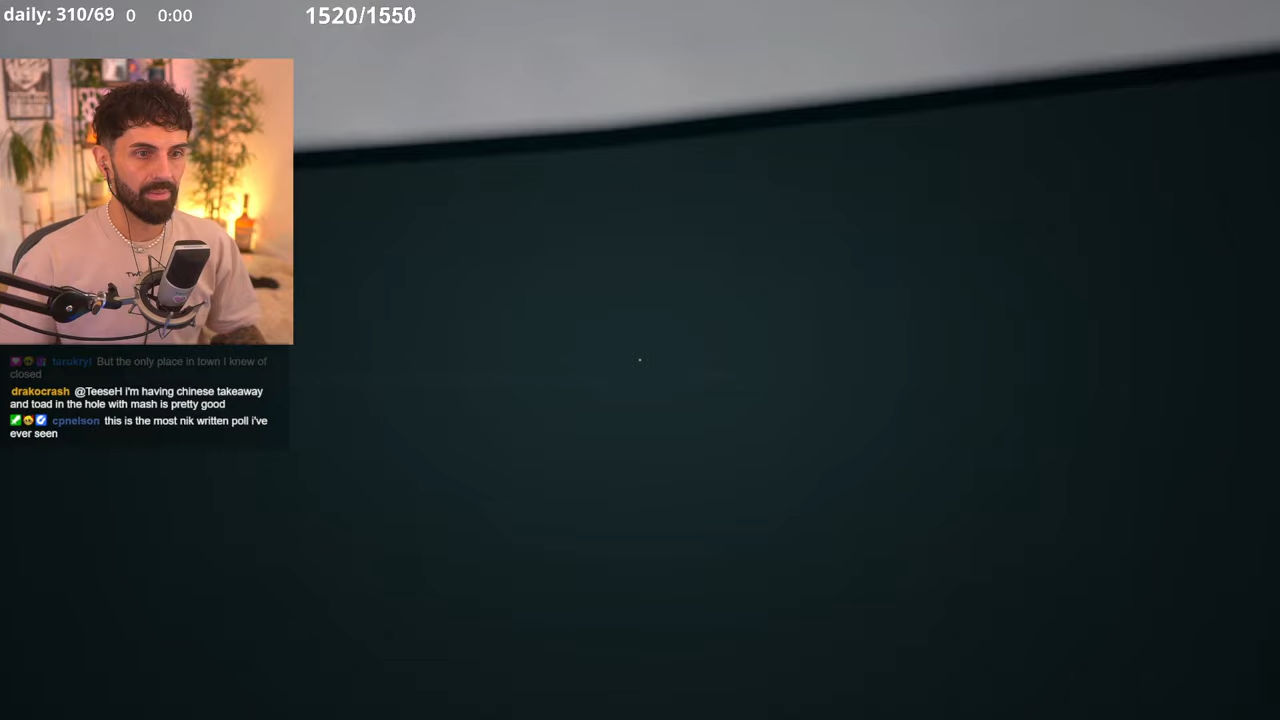 daily: 310/69 0 0:00 1520/1550
tarukry! But the only place in town I knew of
closed
drakocrash @TeeseH i'm having chinese takeaway
and toad in the hole with mash is pretty good
cpnelson this is the most nik written poll i've
ever seen